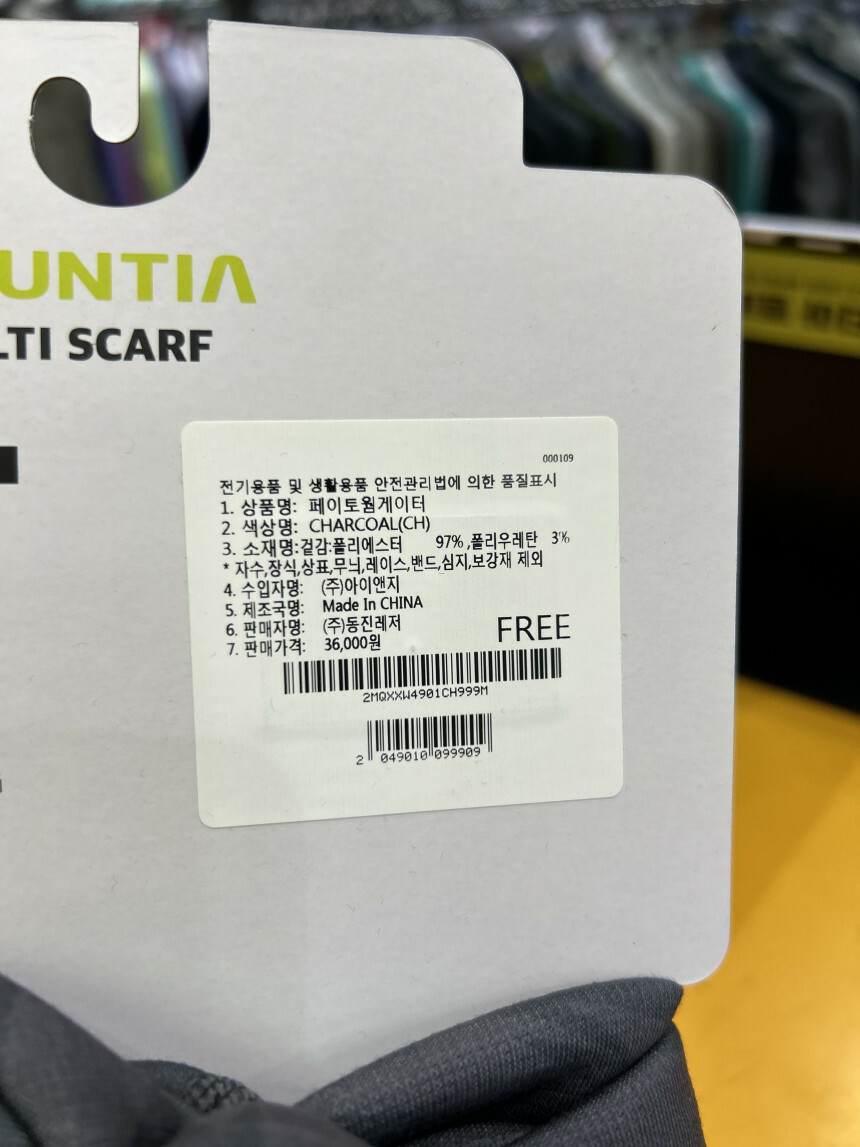 UNTIA
LTI SCARF
000109
전기용품 및 생활용품 안전관리법에 의한 품질표시
1. 상품명: 페이토웜게이터
2. 색상명: CHARCOAL(CH)
3. 소재명:겉감:폴리에스터 97%,폴리우레탄 3%
* 자수,장식,상표,무늬,레이스,밴드,심지,보강재 제외
4. 수입자명: (주)아이앤지
5. 제조국명: Made In CHINA
6. 판매자명: (주)동진레저
7. 판매가격: 36,000원
FREE
2MQXXW4901CH999M
2 049010 099909